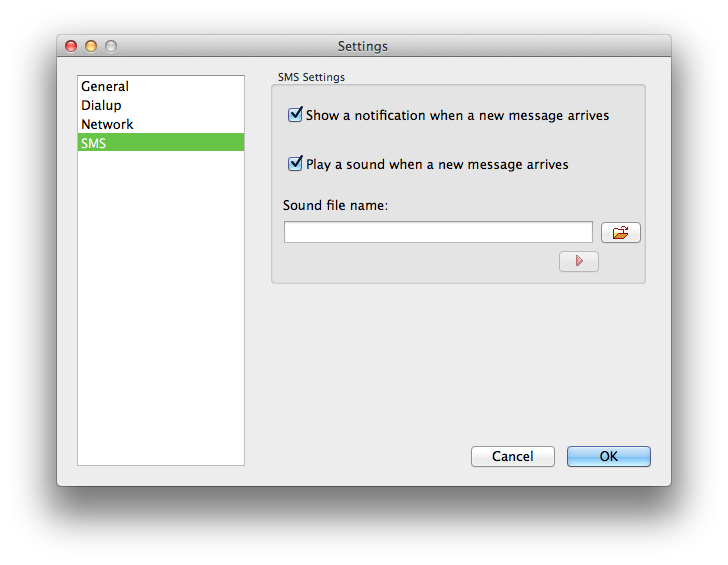 Settings
General
Dialup
Network
SMS
SMS Settings
Show a notification when a new message arrives
Play a sound when a new message arrives
Sound file name:
Cancel
OK